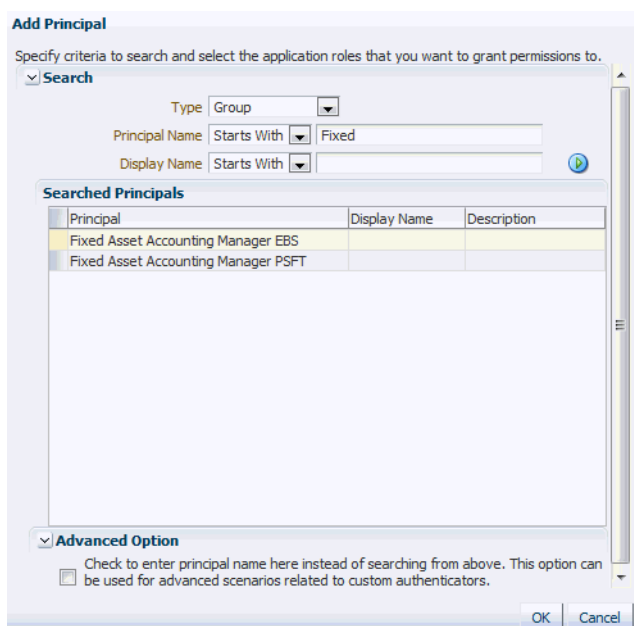 Add Principal
Specify criteria to search and select the application roles that you want to grant permissions to.
Search
Type Group
Principal Name Starts With Fixed
Display Name Starts With
Searched Principals
Principal Display Name Description
Fixed Asset Accounting Manager EBS
Fixed Asset Accounting Manager PSFT
Advanced Option
Check to enter principal name here instead of searching from above. This option can
be used for advanced scenarios related to custom authenticators.
OK Cancel